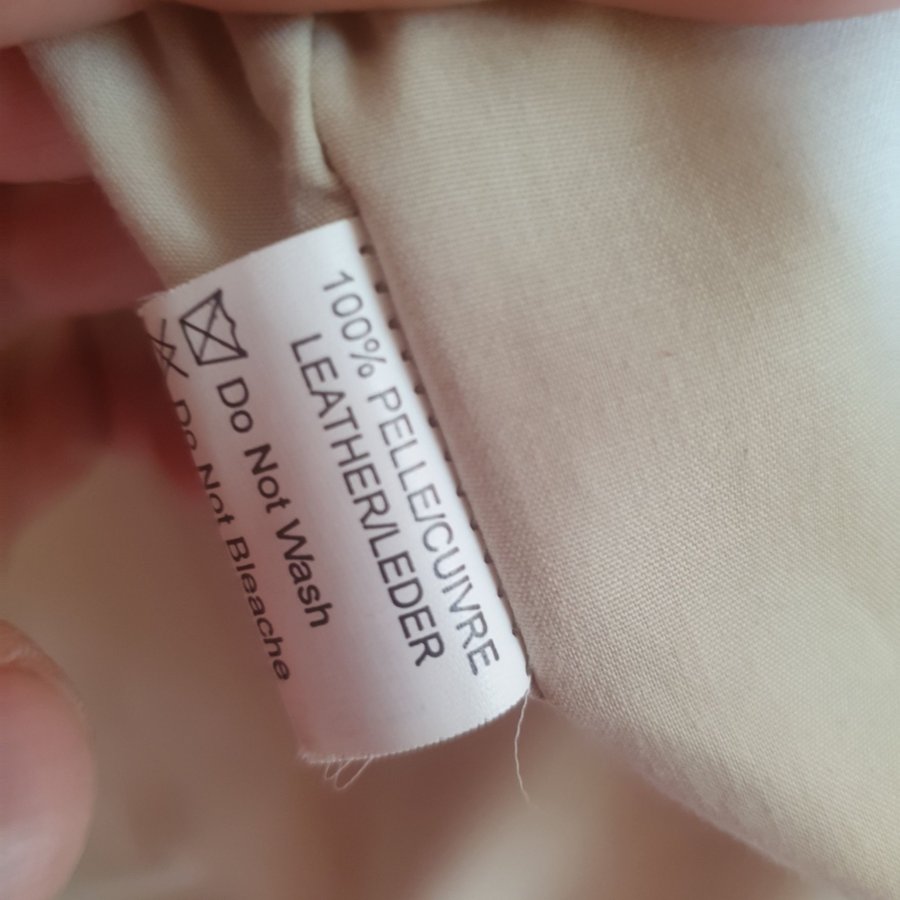 100% PELLE/CUIVRE
LEATHER/LEDER
Do Not Wash
Do Not Bleache